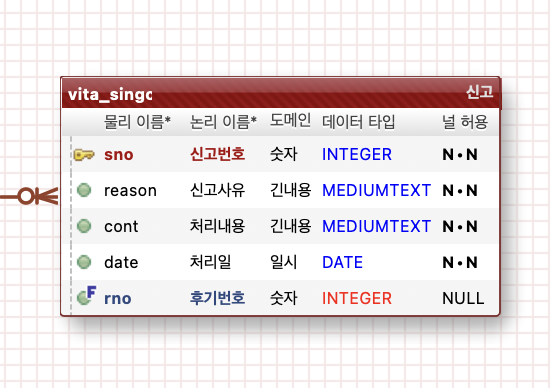 vita_singo 신고
물리 이름* 논리 이름* 도메인 데이터 타입 널 허용
sno 신고번호 숫자 INTEGER N•N
reason 신고사유 긴내용 MEDIUMTEXT N•N
cont 처리내용 긴내용 MEDIUMTEXT N•N
date 처리일 일시 DATE N•N
F rno 후기번호 숫자 INTEGER NULL